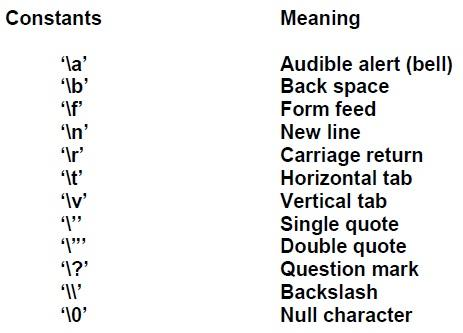 Constants Meaning
‘\a’ Audible alert (bell)
‘\b’ Back space
‘\f’ Form feed
‘\n’ New line
‘\r’ Carriage return
‘\t’ Horizontal tab
‘\v’ Vertical tab
‘\’’ Single quote
‘\”’ Double quote
‘\?’ Question mark
‘\\’ Backslash
‘\0’ Null character